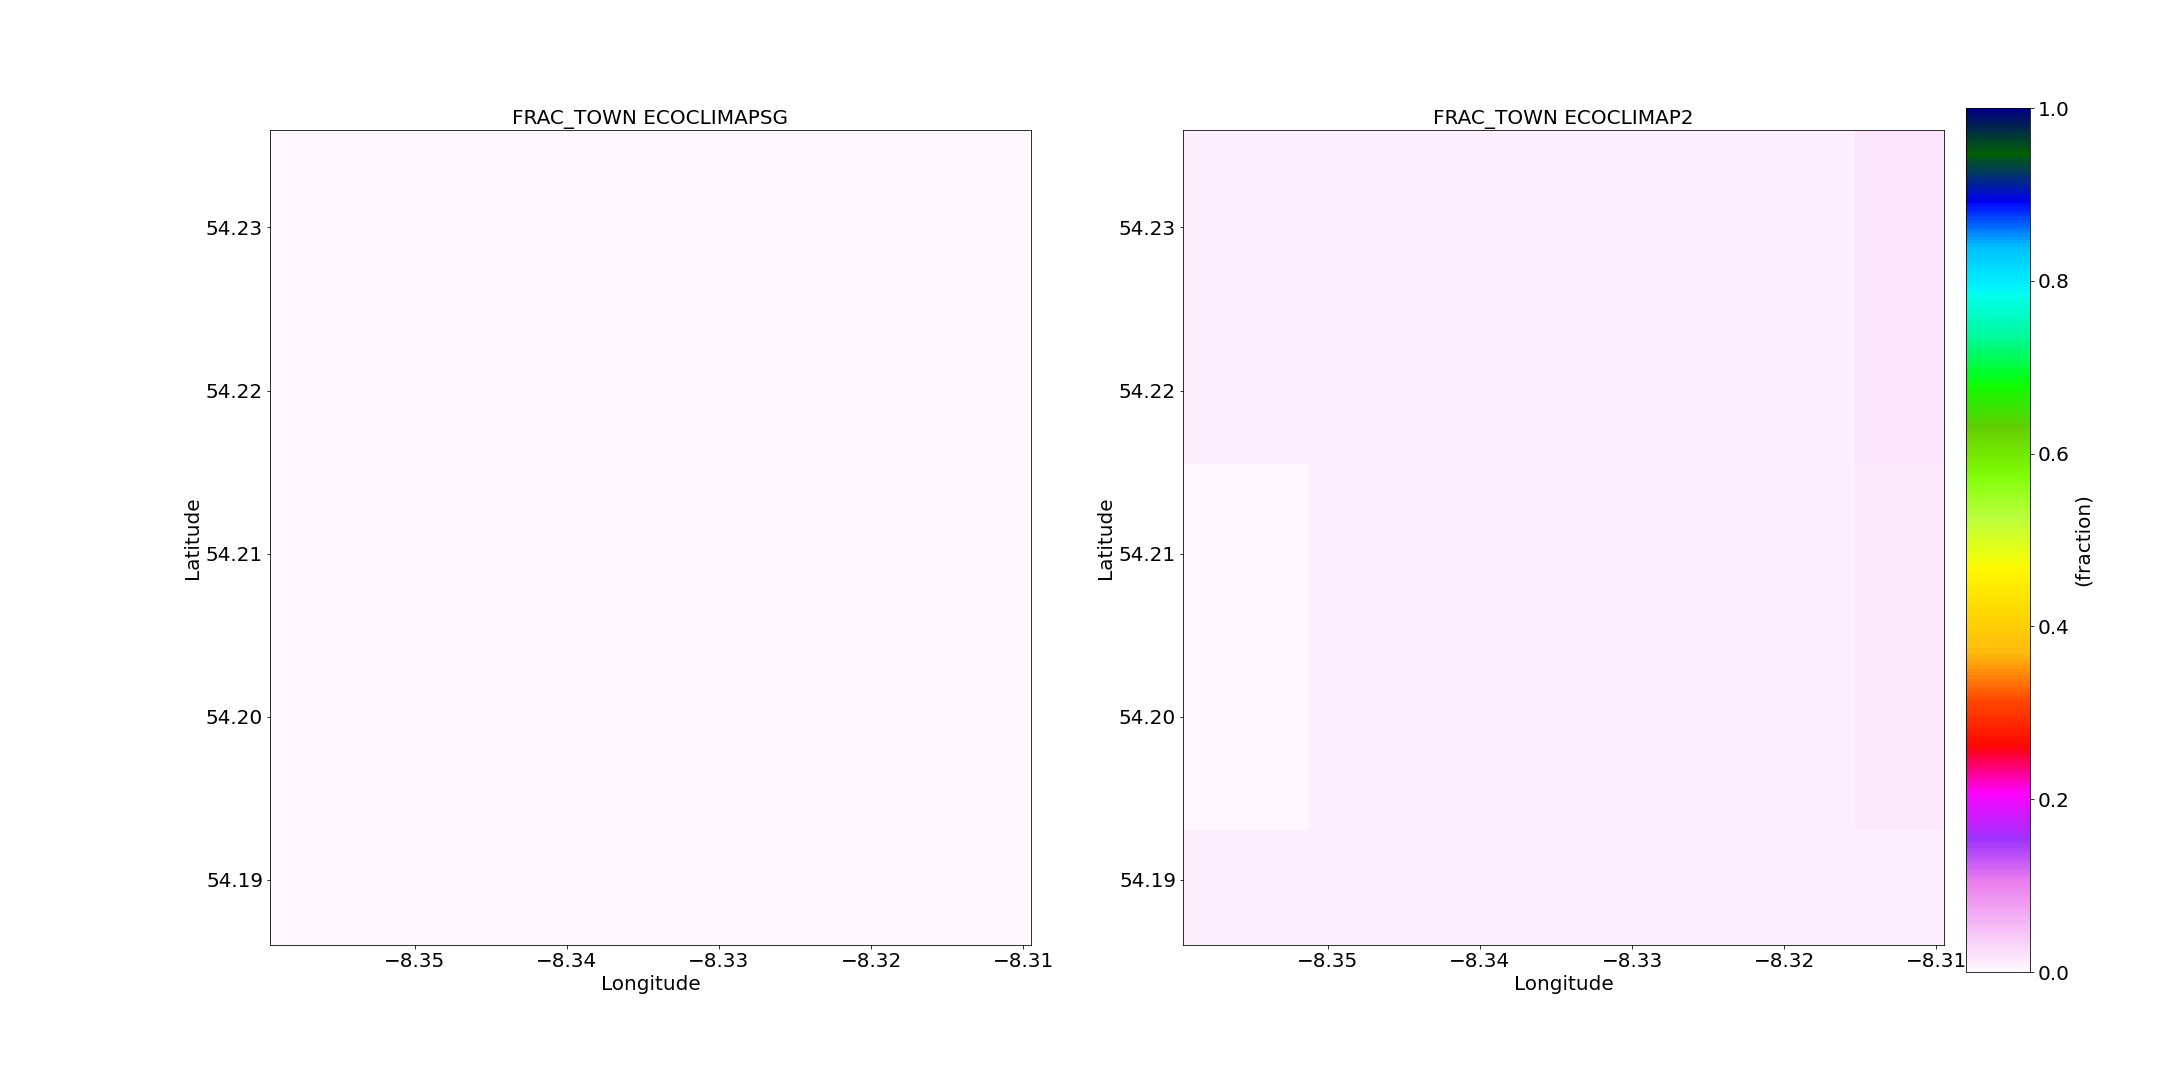 FRAC_TOWN ECOCLIMAPSG
54.23
54.22
54.21
54.20
54.19
Latitude
−8.35 −8.34 −8.33 −8.32 −8.31
Longitude
FRAC_TOWN ECOCLIMAP2
54.23
54.22
54.21
54.20
54.19
Latitude
−8.35 −8.34 −8.33 −8.32 −8.31
Longitude
1.0
0.8
0.6
0.4
0.2
0.0
(fraction)